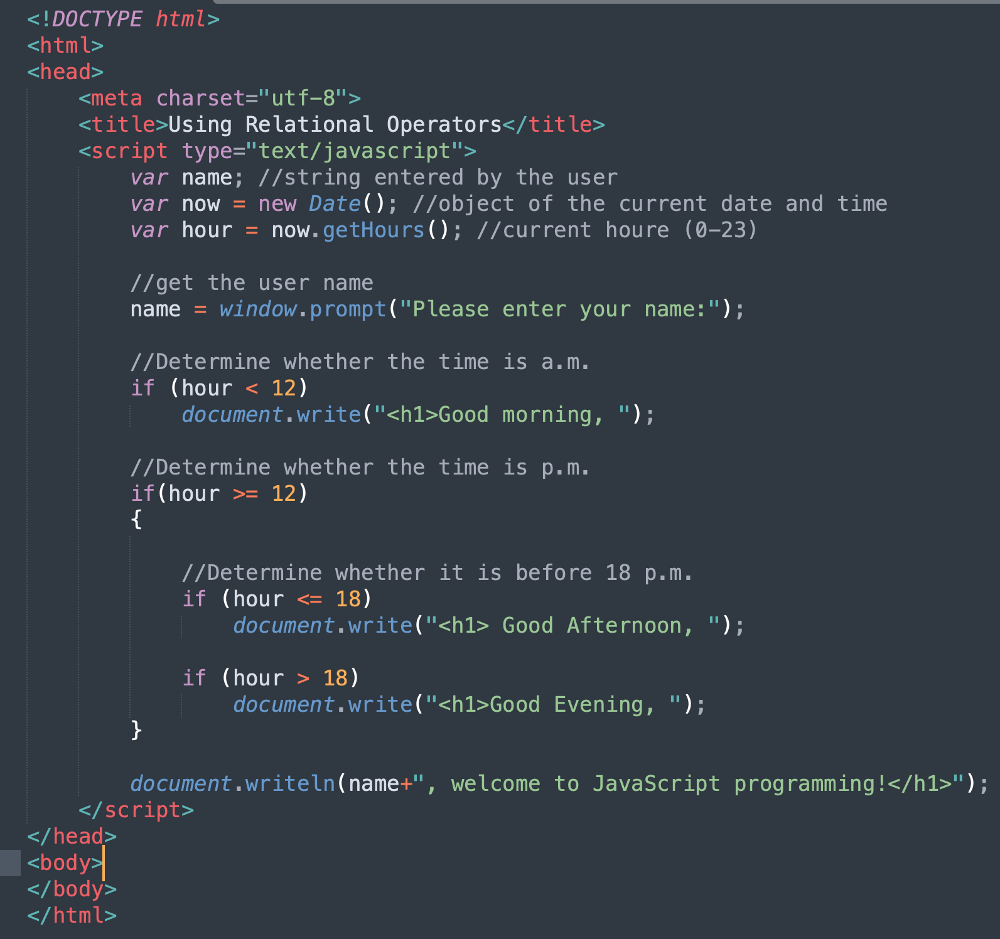 <!DOCTYPE html>
<html>
<head>
    <meta charset="utf-8">
    <title>Using Relational Operators</title>
    <script type="text/javascript">
        var name; //string entered by the user
        var now = new Date(); //object of the current date and time
        var hour = now.getHours(); //current houre (0-23)

        //get the user name
        name = window.prompt("Please enter your name:");

        //Determine whether the time is a.m.
        if (hour < 12)
            document.write("<h1>Good morning, ");

        //Determine whether the time is p.m.
        if(hour >= 12)
        {

            //Determine whether it is before 18 p.m.
            if (hour <= 18)
                document.write("<h1> Good Afternoon, ");

            if (hour > 18)
                document.write("<h1>Good Evening, ");
        }

        document.writeln(name+", welcome to JavaScript programming!</h1>");
    </script>
</head>
<body>
</body>
</html>